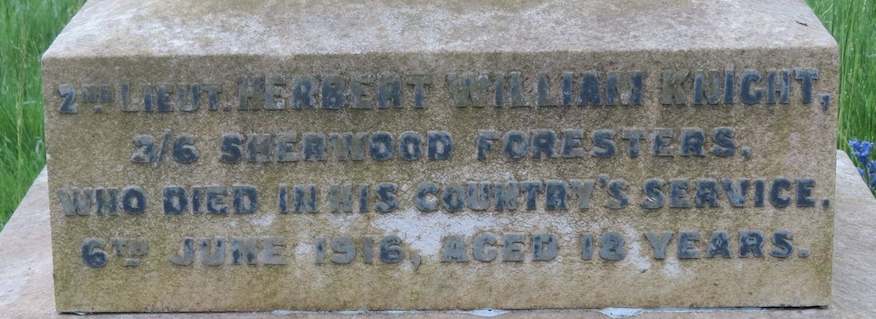 2ND LIEUT. HERBERT WILLIAM KNIGHT,
3/6 SHERWOOD FORESTERS,
WHO DIED IN HIS COUNTRY'S SERVICE.
6TH JUNE 1916, AGED 18 YEARS.